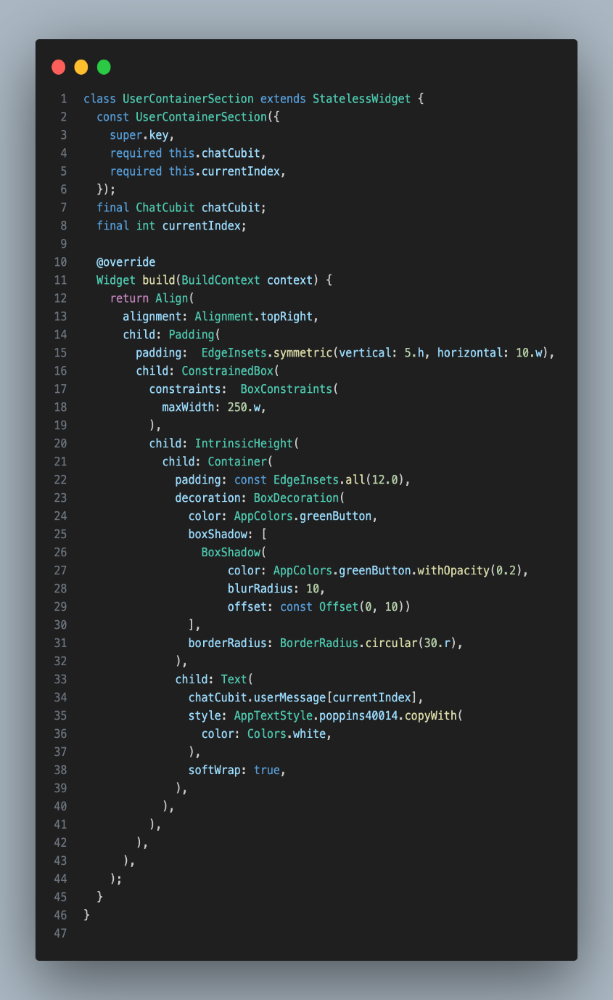 1 class UserContainerSection extends StatelessWidget {
2   const UserContainerSection({
3     super.key,
4     required this.chatCubit,
5     required this.currentIndex,
6   });
7   final ChatCubit chatCubit;
8   final int currentIndex;
9
10   @override
11   Widget build(BuildContext context) {
12     return Align(
13       alignment: Alignment.topRight,
14       child: Padding(
15         padding:  EdgeInsets.symmetric(vertical: 5.h, horizontal: 10.w),
16         child: ConstrainedBox(
17           constraints:  BoxConstraints(
18             maxWidth: 250.w,
19           ),
20           child: IntrinsicHeight(
21             child: Container(
22               padding: const EdgeInsets.all(12.0),
23               decoration: BoxDecoration(
24                 color: AppColors.greenButton,
25                 boxShadow: [
26                   BoxShadow(
27                       color: AppColors.greenButton.withOpacity(0.2),
28                       blurRadius: 10,
29                       offset: const Offset(0, 10))
30                 ],
31                 borderRadius: BorderRadius.circular(30.r),
32               ),
33               child: Text(
34                 chatCubit.userMessage[currentIndex],
35                 style: AppTextStyle.poppins40014.copyWith(
36                   color: Colors.white,
37                 ),
38                 softWrap: true,
39               ),
40             ),
41           ),
42         ),
43       ),
44     );
45   }
46 }
47